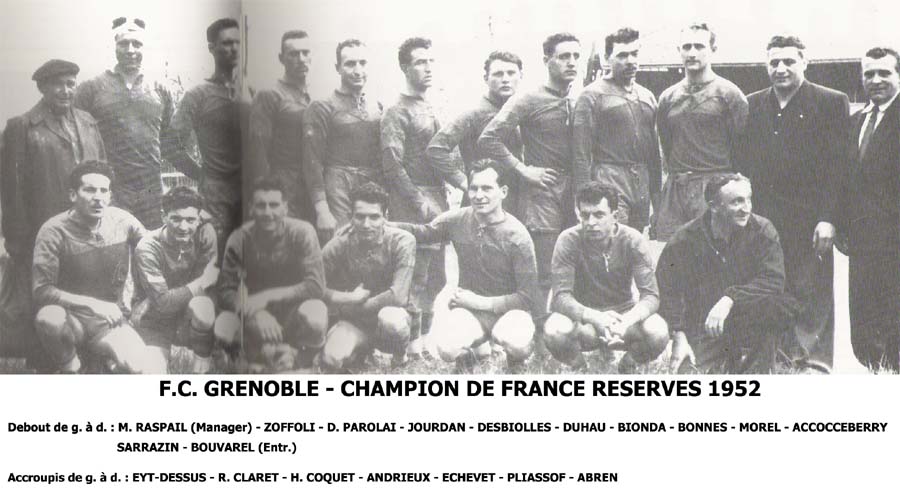 F.C. GRENOBLE - CHAMPION DE FRANCE RESERVES 1952
Debout de g. à d. : M. RASPAIL (Manager) - ZOFFOLI - D. PAROLAI - JOURDAN - DESBIOLLES - DUHAU - BIONDA - BONNES - MOREL - ACCOCCEBERRY
SARRAZIN - BOUVAREL (Entr.)
Accroupis de g. à d. : EYT-DESSUS - R. CLARET - H. COQUET - ANDRIEUX - ECHEVET - PLIASSOF - ABREN